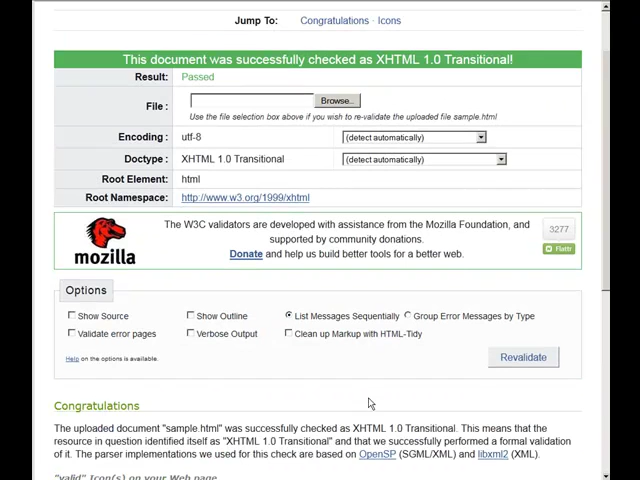 Jump To: Congratulations · Icons
This document was successfully checked as XHTML 1.0 Transitional!
Result: Passed
File : Browse...
Use the file selection box above if you wish to re-validate the uploaded file sample.html
Encoding : utf-8 (detect automatically)
Doctype : XHTML 1.0 Transitional (detect automatically)
Root Element: html
Root Namespace: http://www.w3.org/1999/xhtml
The W3C validators are developed with assistance from the Mozilla Foundation, and
supported by community donations.
Donate and help us build better tools for a better web.
mozilla
3277
Flattr
Options
Show Source Show Outline List Messages Sequentially Group Error Messages by Type
Validate error pages Verbose Output Clean up Markup with HTML-Tidy
Help on the options is available.
Revalidate
Congratulations
The uploaded document "sample.html" was successfully checked as XHTML 1.0 Transitional. This means that the
resource in question identified itself as "XHTML 1.0 Transitional" and that we successfully performed a formal validation
of it. The parser implementations we used for this check are based on OpenSP (SGML/XML) and libxml2 (XML).
"valid" Icon(s) on your Web page